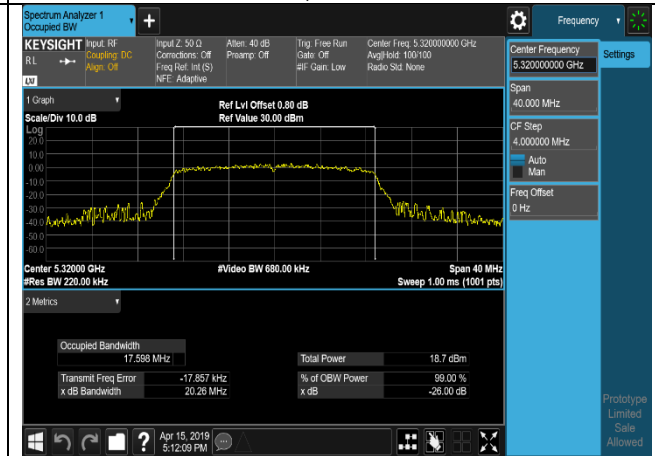 Spectrum Analyzer 1
Occupied BW
Frequency
KEYSIGHT
RL
LXI
Input: RF
Coupling: DC
Align: Off
Input Z: 50 Ω
Corrections: Off
Freq Ref: Int (S)
NFE: Adaptive
Atten: 40 dB
Preamp: Off
Trig: Free Run
Gate: Off
#IF Gain: Low
Center Freq: 5.320000000 GHz
Avg|Hold: 100/100
Radio Std: None
Center Frequency
5.320000000 GHz
Settings
Span
40.000 MHz
CF Step
4.000000 MHz
Auto
Man
Freq Offset
0 Hz
1 Graph
Scale/Div 10.0 dB
Ref Lvl Offset 0.80 dB
Ref Value 30.00 dBm
Log
20.0
10.0
0.00
-10.0
-20.0
-30.0
-40.0
-50.0
-60.0
Center 5.32000 GHz
#Video BW 680.00 kHz
Span 40 MHz
#Res BW 220.00 kHz
Sweep 1.00 ms (1001 pts)
2 Metrics
Occupied Bandwidth
17.598 MHz
Total Power 18.7 dBm
Transmit Freq Error -17.857 kHz
% of OBW Power 99.00 %
x dB Bandwidth 20.26 MHz
x dB -26.00 dB
Prototype
Limited
Sale
Allowed
?
Apr 15, 2019
5:12:09 PM